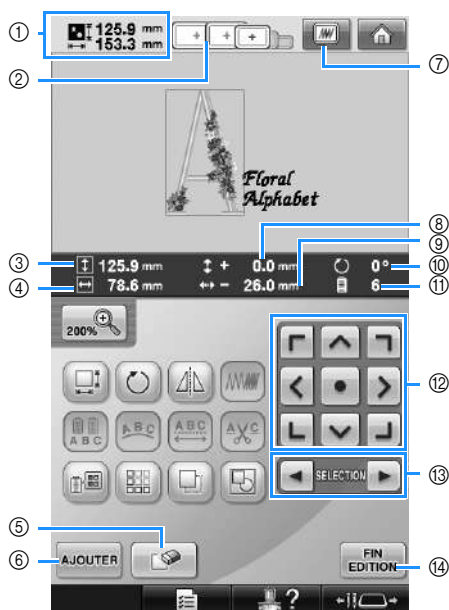 ① 125.9 mm
153.3 mm
②
⑦
Floral
Alphabet
⑧
⑨
③ 125.9 mm + 0.0 mm 0° ⑩
④ 78.6 mm - 26.0 mm 6 ⑪
200%
⑫
A B C A B C A B C A C
SELECTION ⑬
⑤
⑥ AJOUTER
FIN
EDITION ⑭
?